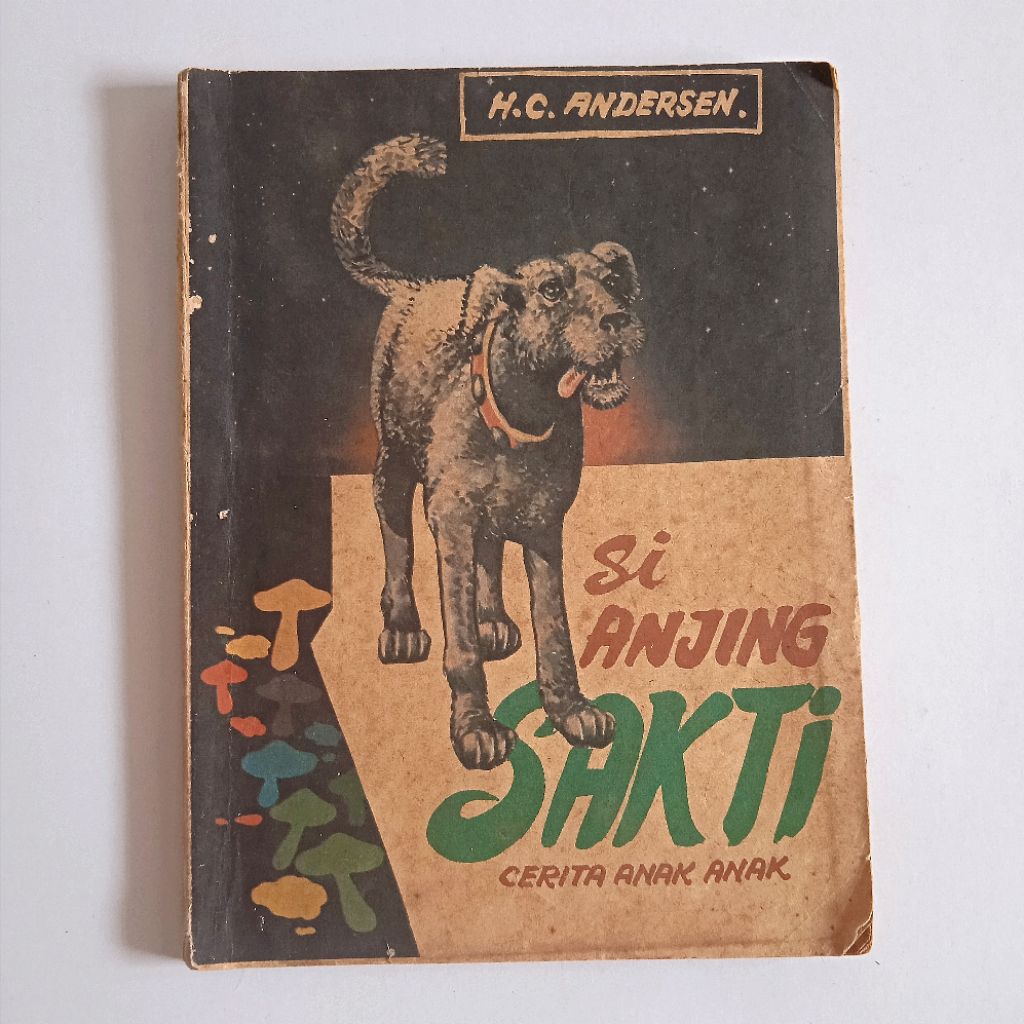 H.C. ANDERSEN.
Si
ANJING
SAKTi
CERITA ANAK ANAK